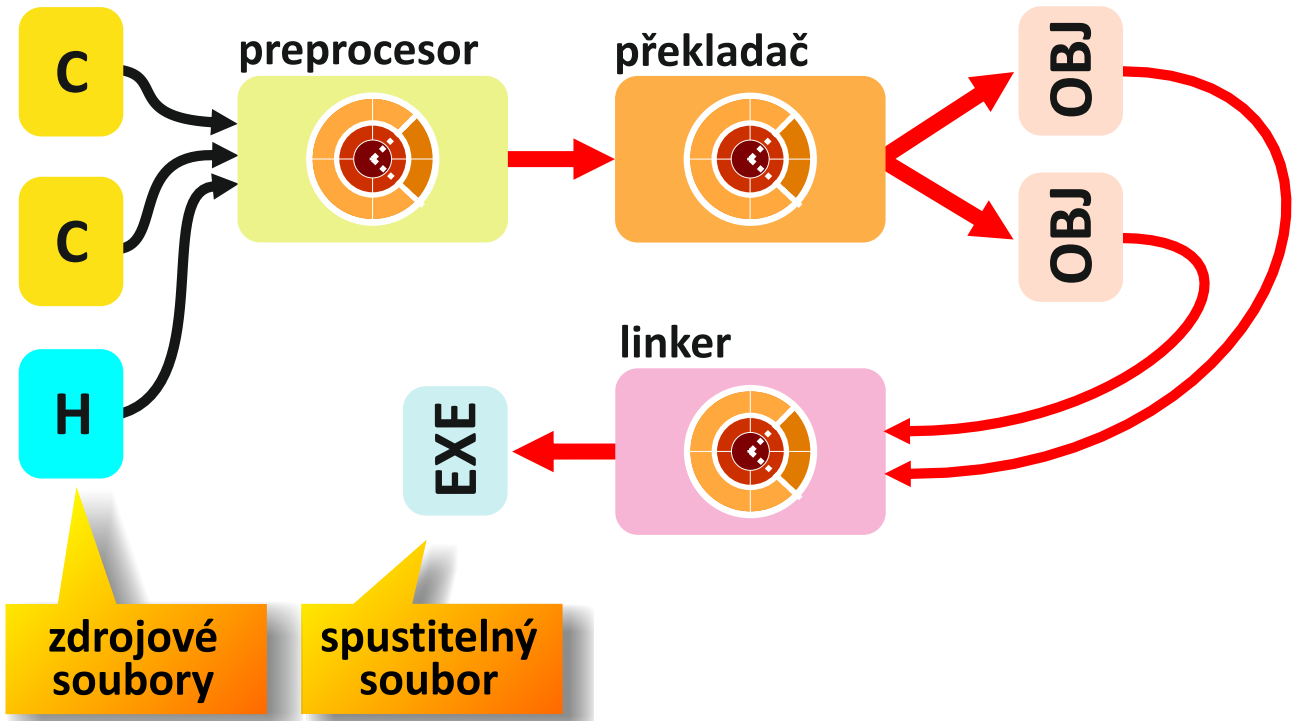 C
preprocesor
překladač
OBJ
C
OBJ
H
linker
EXE
zdrojové
soubory
spustitelný
soubor